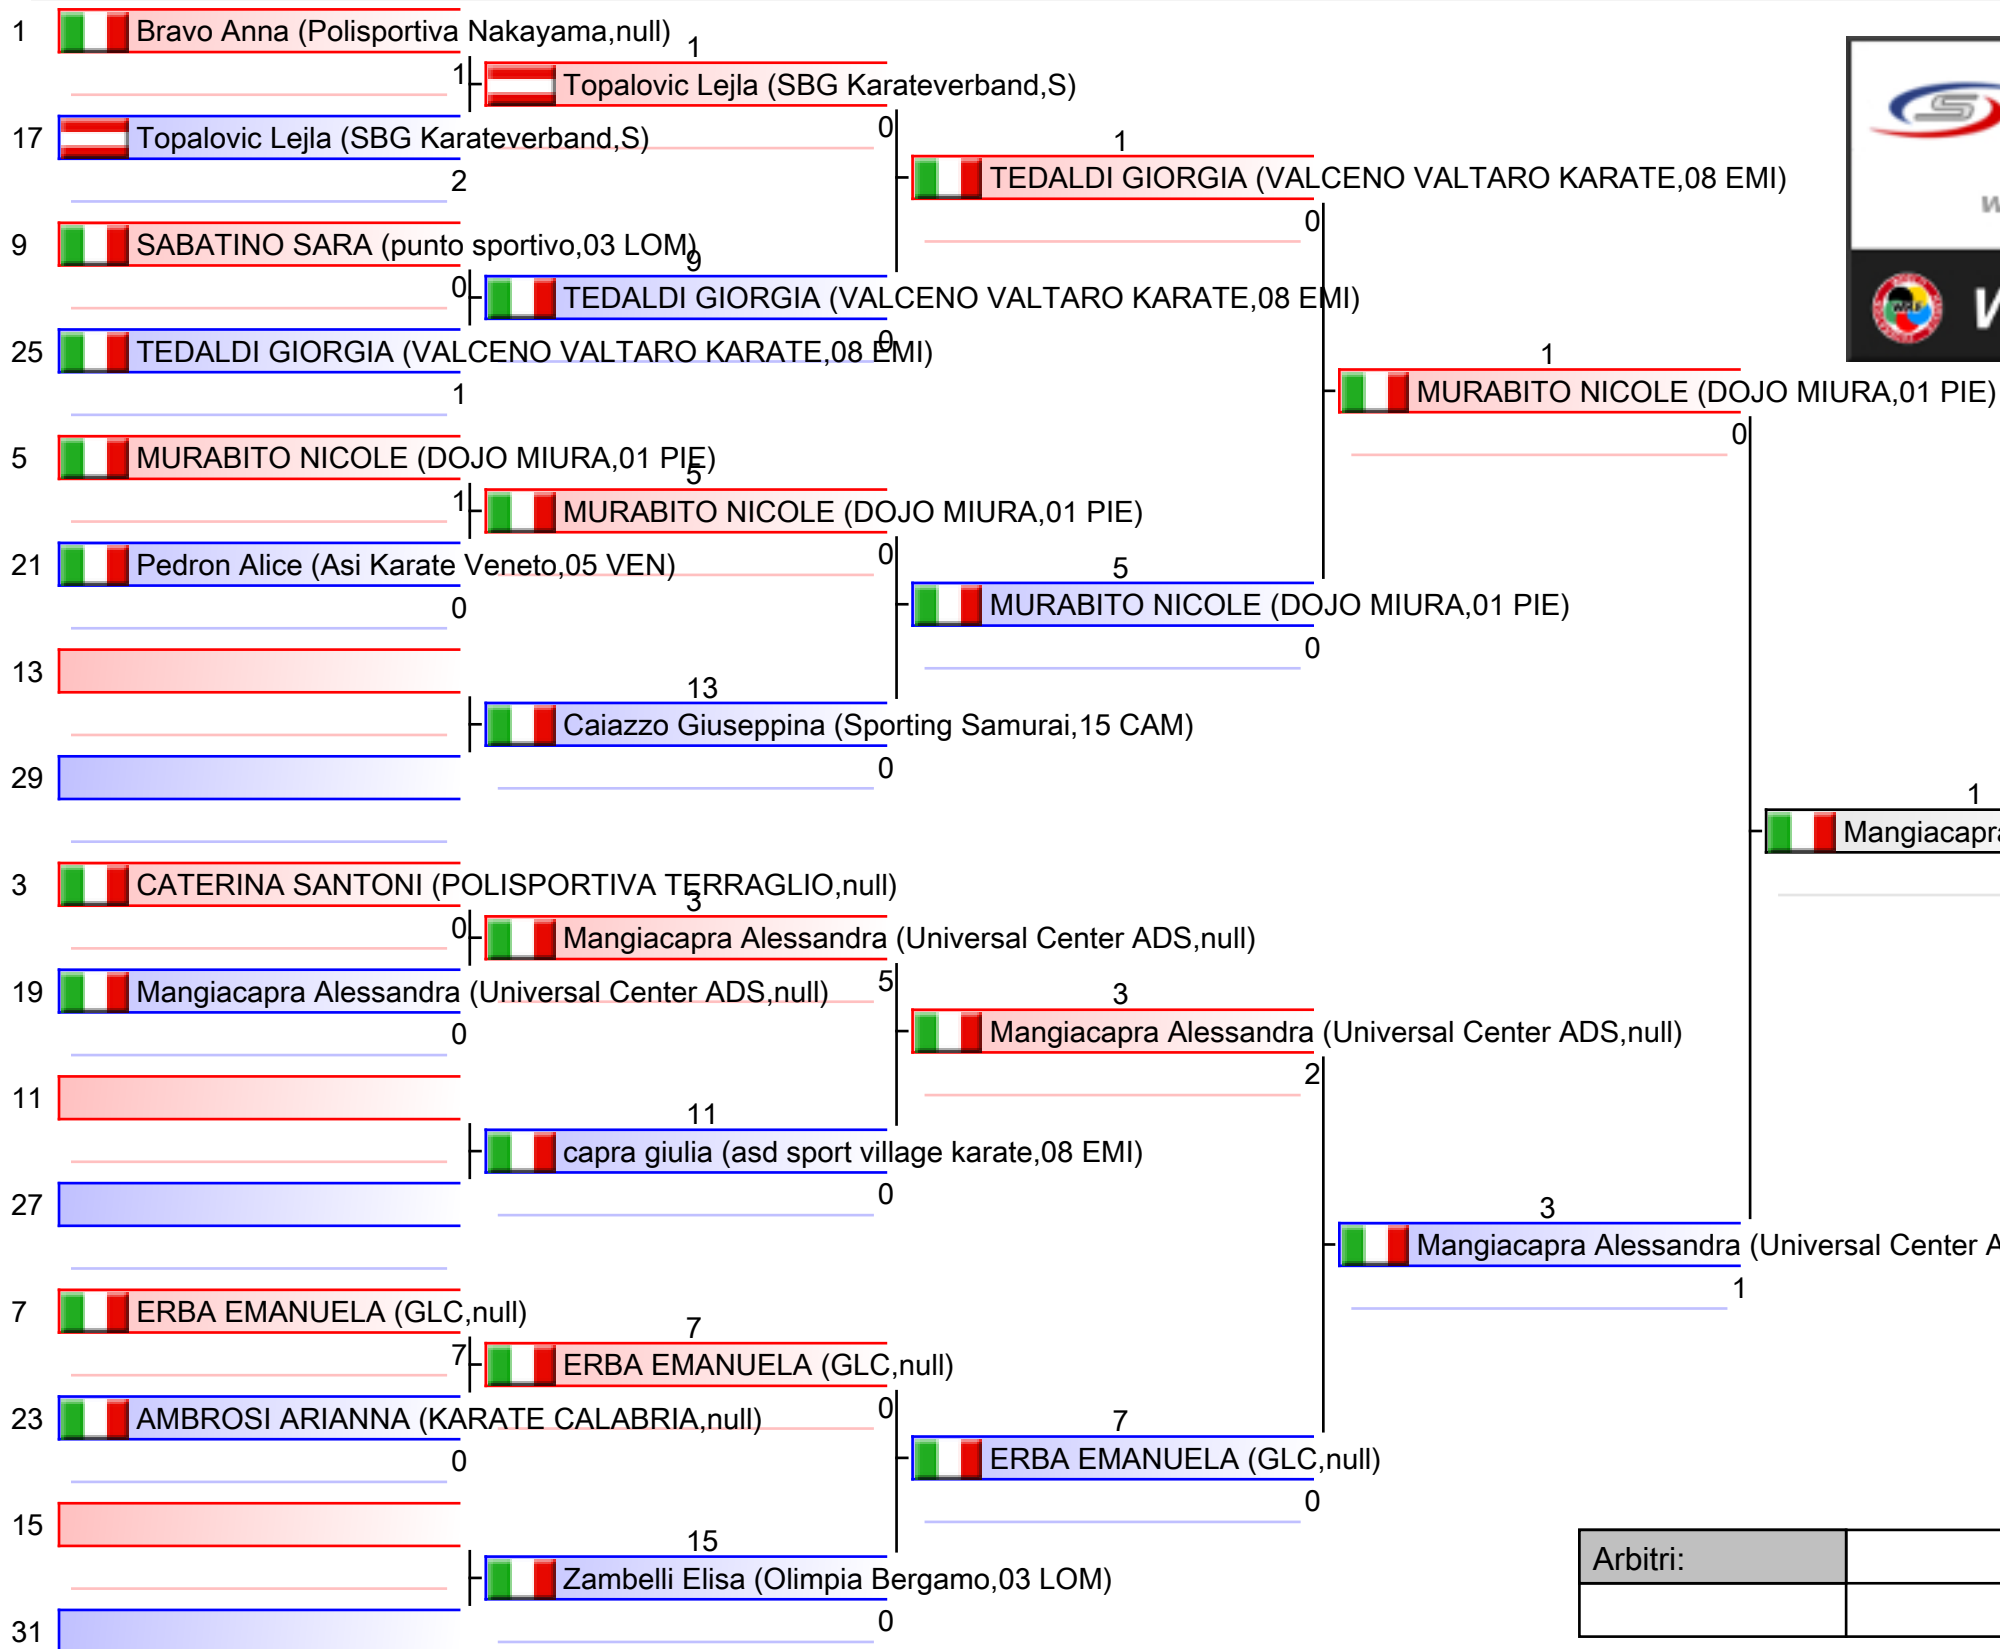 1 Bravo Anna (Polisportiva Nakayama,null)
1
1
Topalovic Lejla (SBG Karateverband,S)
0
17 Topalovic Lejla (SBG Karateverband,S)
2
1
TEDALDI GIORGIA (VALCENO VALTARO KARATE,08 EMI)
0
9 SABATINO SARA (punto sportivo,03 LOM)
0
9
TEDALDI GIORGIA (VALCENO VALTARO KARATE,08 EMI)
0
25 TEDALDI GIORGIA (VALCENO VALTARO KARATE,08 EMI)
1
1
MURABITO NICOLE (DOJO MIURA,01 PIE)
0
5 MURABITO NICOLE (DOJO MIURA,01 PIE)
1
5
MURABITO NICOLE (DOJO MIURA,01 PIE)
0
21 Pedron Alice (Asi Karate Veneto,05 VEN)
0
5
MURABITO NICOLE (DOJO MIURA,01 PIE)
0
13
13
Caiazzo Giuseppina (Sporting Samurai,15 CAM)
0
29
1
Mangiacapra
3 CATERINA SANTONI (POLISPORTIVA TERRAGLIO,null)
0
3
Mangiacapra Alessandra (Universal Center ADS,null)
5
19 Mangiacapra Alessandra (Universal Center ADS,null)
0
3
Mangiacapra Alessandra (Universal Center ADS,null)
2
11
11
capra giulia (asd sport village karate,08 EMI)
0
27
3
Mangiacapra Alessandra (Universal Center A
1
7 ERBA EMANUELA (GLC,null)
7
7
ERBA EMANUELA (GLC,null)
0
23 AMBROSI ARIANNA (KARATE CALABRIA,null)
0
7
ERBA EMANUELA (GLC,null)
0
15
15
Zambelli Elisa (Olimpia Bergamo,03 LOM)
0
31
Arbitri: